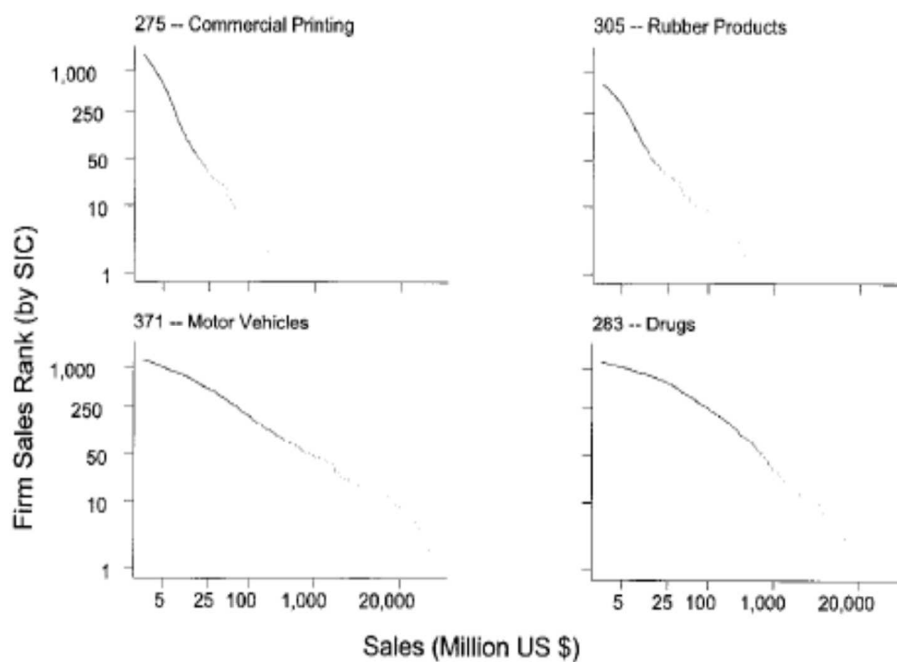 275 -- Commercial Printing
305 -- Rubber Products
1,000
250
50
10
1
371 -- Motor Vehicles
283 -- Drugs
1,000
250
50
10
1
5 25 100 1,000 20,000
5 25 100 1,000 20,000
Firm Sales Rank (by SIC)
Sales (Million US $)